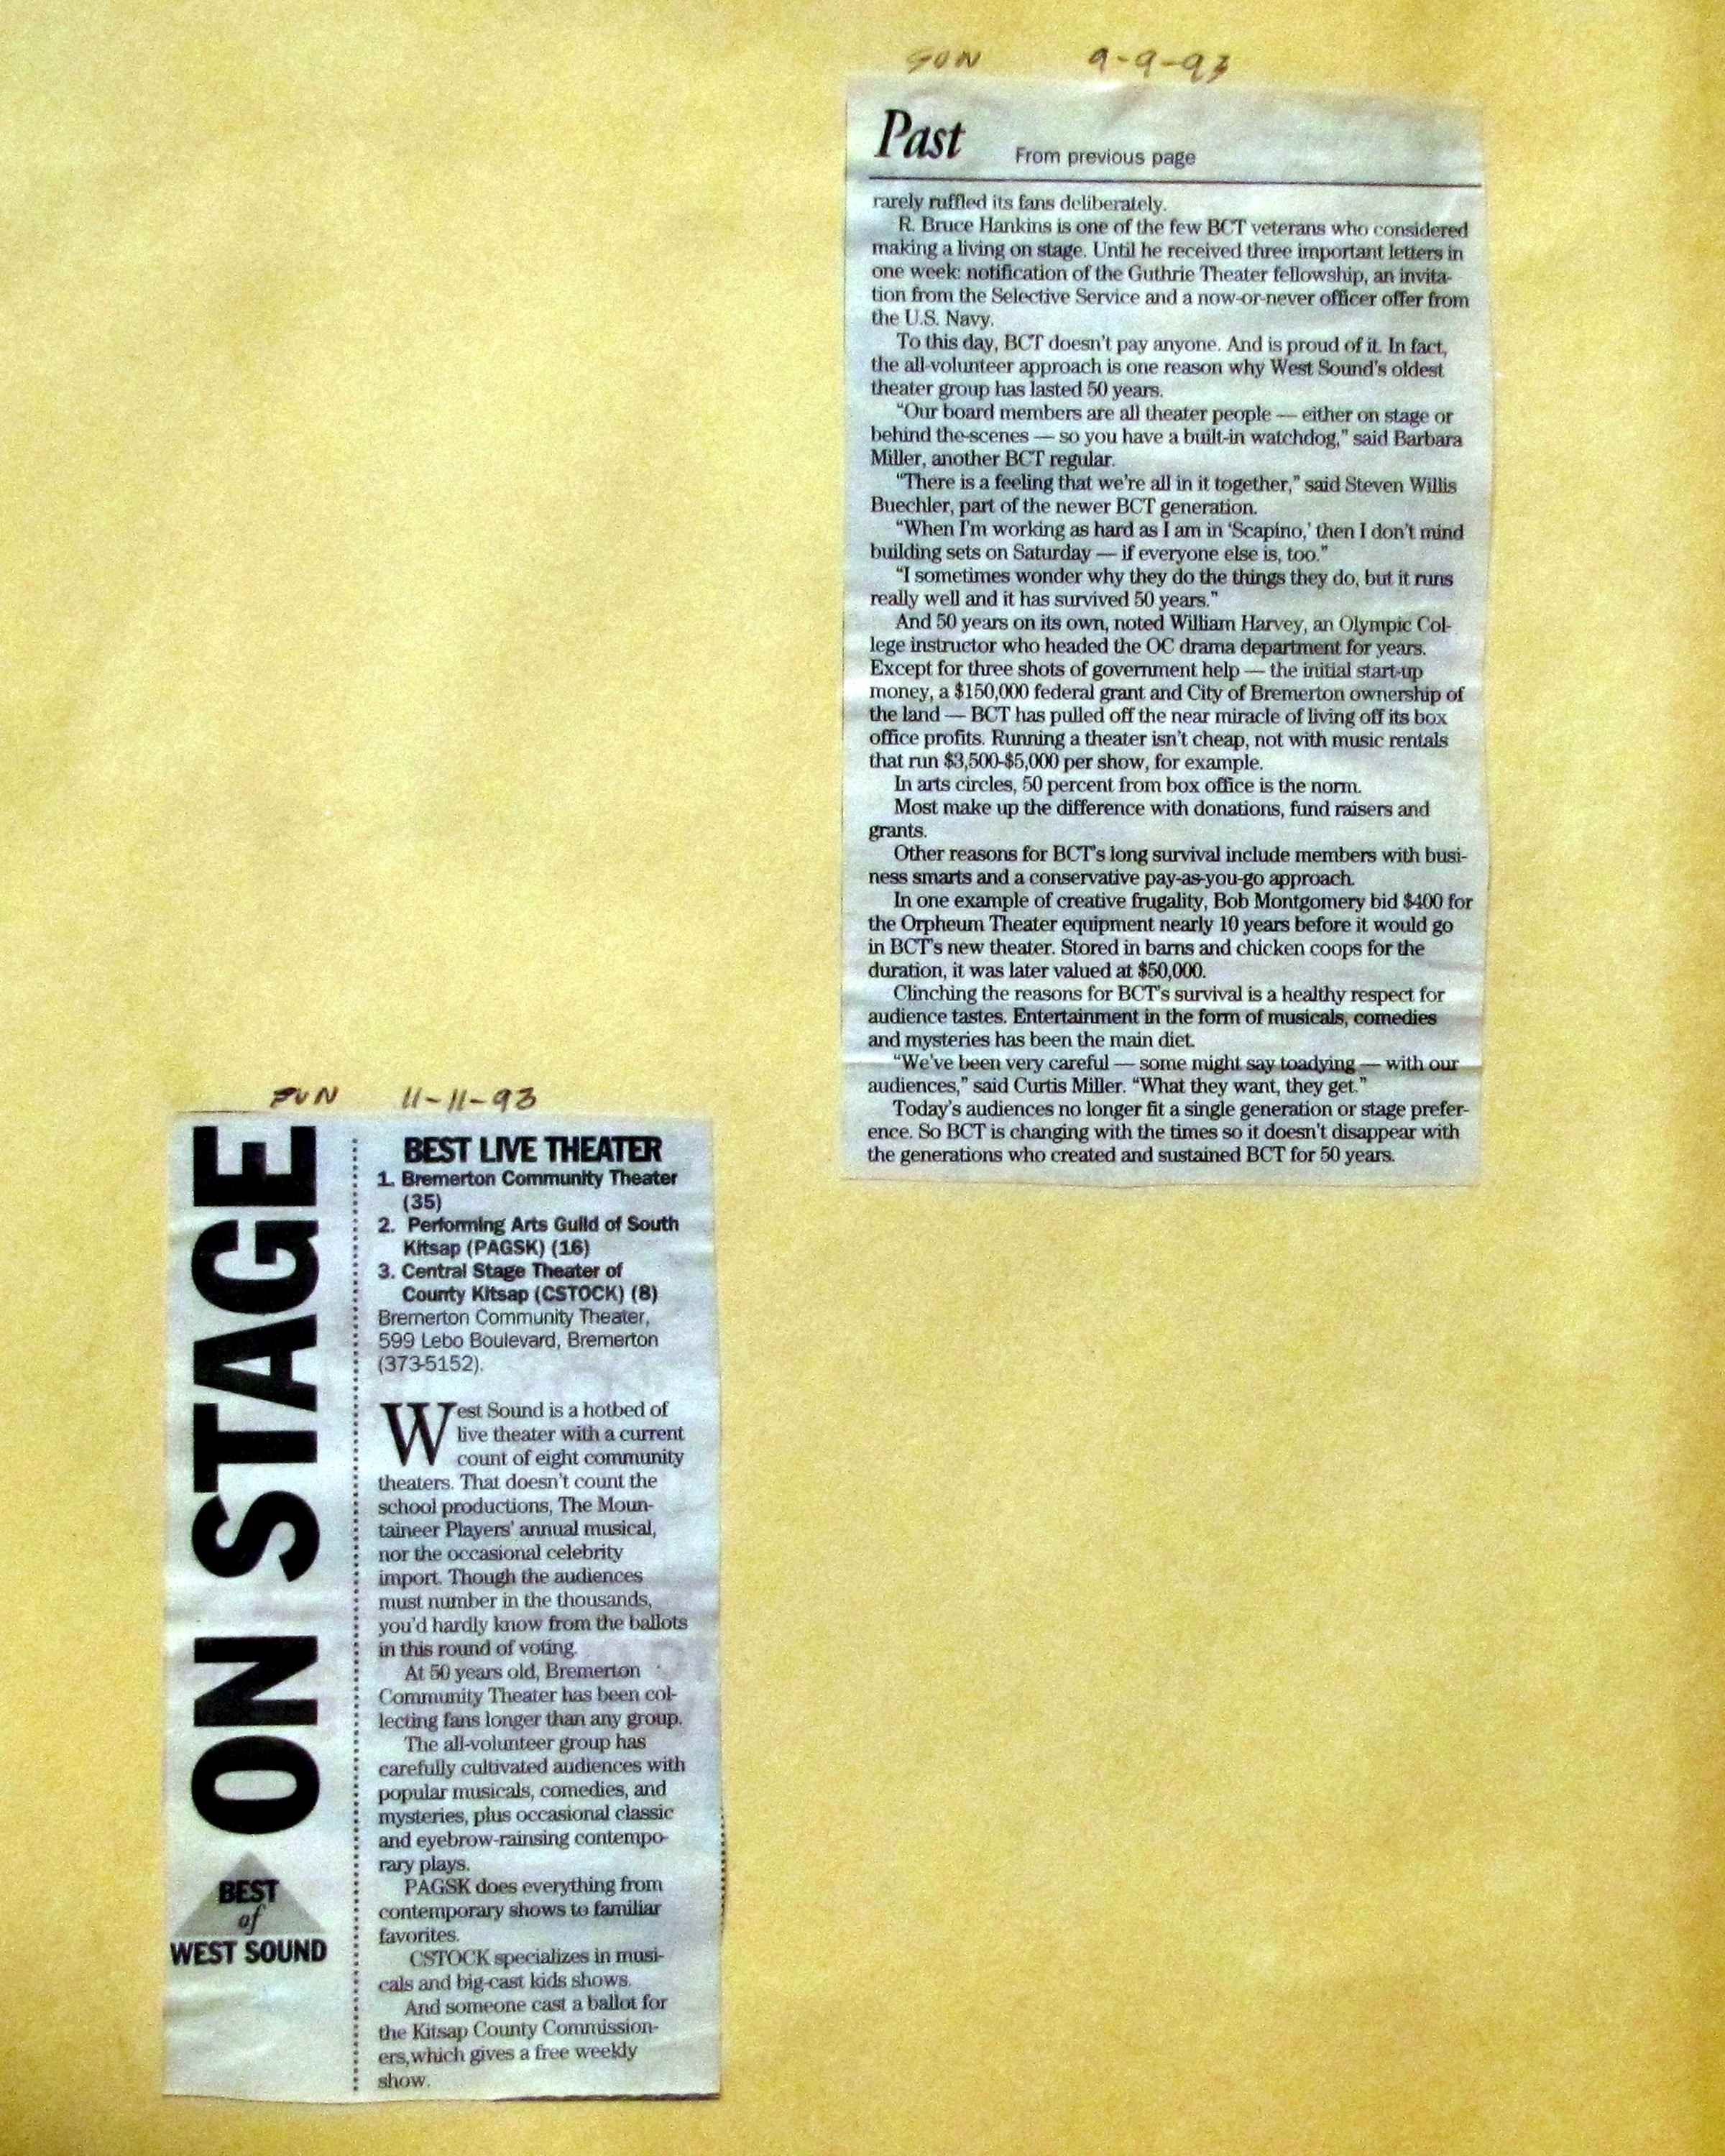 SUN 9-9-93
Past From previous page
rarely ruffled its fans deliberately.
R. Bruce Hankins is one of the few BCT veterans who considered
making a living on stage. Until he received three important letters in
one week: notification of the Guthrie Theater fellowship, an invita-
tion from the Selective Service and a now-or-never officer offer from
the U.S. Navy.
To this day, BCT doesn't pay anyone. And is proud of it. In fact,
the all-volunteer approach is one reason why West Sound's oldest
theater group has lasted 50 years.
“Our board members are all theater people — either on stage or
behind the-scenes — so you have a built-in watchdog,” said Barbara
Miller, another BCT regular.
“There is a feeling that we're all in it together,” said Steven Willis
Buechler, part of the newer BCT generation.
“When I'm working as hard as I am in ‘Scapino,’ then I don't mind
building sets on Saturday — if everyone else is, too.”
“I sometimes wonder why they do the things they do, but it runs
really well and it has survived 50 years.”
And 50 years on its own, noted William Harvey, an Olympic Col-
lege instructor who headed the OC drama department for years.
Except for three shots of government help — the initial start-up
money, a $150,000 federal grant and City of Bremerton ownership of
the land — BCT has pulled off the near miracle of living off its box
office profits. Running a theater isn't cheap, not with music rentals
that run $3,500-$5,000 per show, for example.
In arts circles, 50 percent from box office is the norm.
Most make up the difference with donations, fund raisers and
grants.
Other reasons for BCT's long survival include members with busi-
ness smarts and a conservative pay-as-you-go approach.
In one example of creative frugality, Bob Montgomery bid $400 for
the Orpheum Theater equipment nearly 10 years before it would go
in BCT's new theater. Stored in barns and chicken coops for the
duration, it was later valued at $50,000.
Clinching the reasons for BCT's survival is a healthy respect for
audience tastes. Entertainment in the form of musicals, comedies
and mysteries has been the main diet.
“We've been very careful — some might say toadying — with our
audiences,” said Curtis Miller. “What they want, they get.”
Today's audiences no longer fit a single generation or stage prefer-
ence. So BCT is changing with the times so it doesn't disappear with
the generations who created and sustained BCT for 50 years.
SUN 11-11-93
ON STAGE
BEST
of
WEST SOUND
BEST LIVE THEATER
1. Bremerton Community Theater
(35)
2. Performing Arts Guild of South
Kitsap (PAGSK) (16)
3. Central Stage Theater of
County Kitsap (CSTOCK) (8)
Bremerton Community Theater,
599 Lebo Boulevard, Bremerton
(373-5152).
West Sound is a hotbed of
live theater with a current
count of eight community
theaters. That doesn't count the
school productions, The Moun-
taineer Players' annual musical,
nor the occasional celebrity
import. Though the audiences
must number in the thousands,
you'd hardly know from the ballots
in this round of voting.
At 50 years old, Bremerton
Community Theater has been col-
lecting fans longer than any group.
The all-volunteer group has
carefully cultivated audiences with
popular musicals, comedies, and
mysteries, plus occasional classic
and eyebrow-rainsing contempo-
rary plays.
PAGSK does everything from
contemporary shows to familiar
favorites.
CSTOCK specializes in musi-
cals and big-cast kids shows.
And someone cast a ballot for
the Kitsap County Commission-
ers,which gives a free weekly
show.